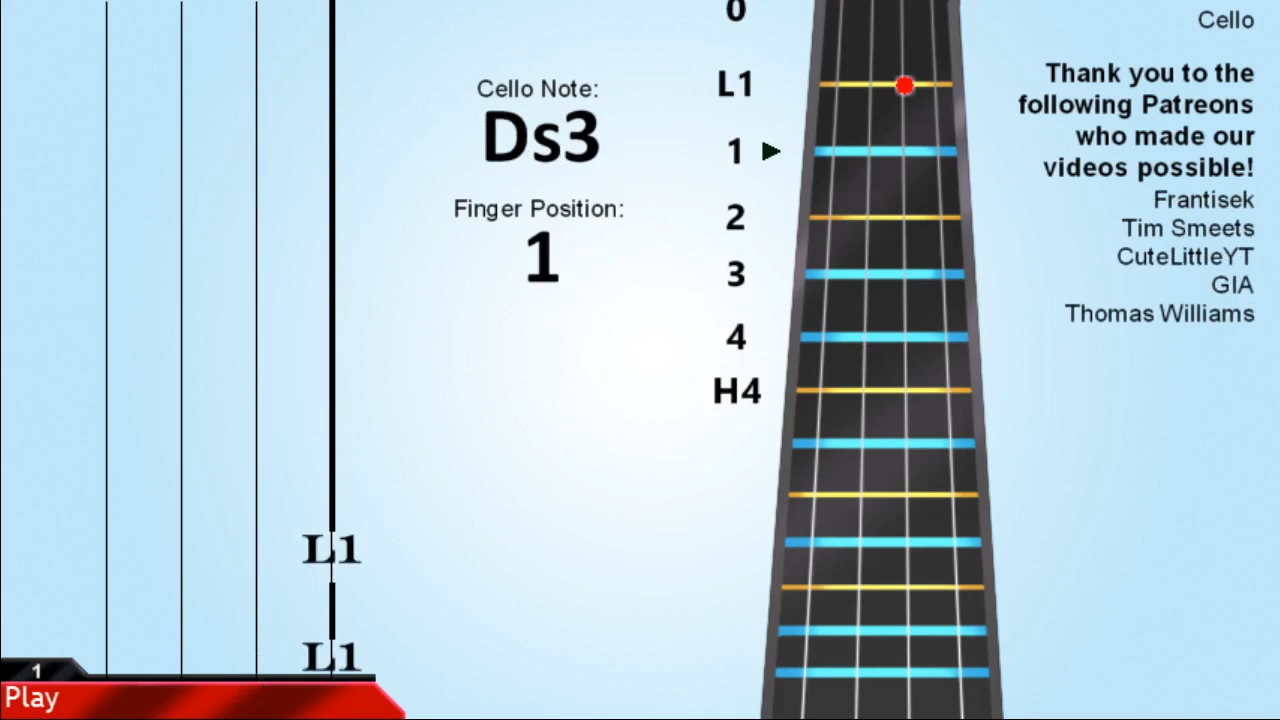 0
Cello
Cello Note:
Ds3
Finger Position:
1
L1
1
2
3
4
H4
Thank you to the
following Patreons
who made our
videos possible!
Frantisek
Tim Smeets
CuteLittleYT
GIA
Thomas Williams
L1
L1
1
Play